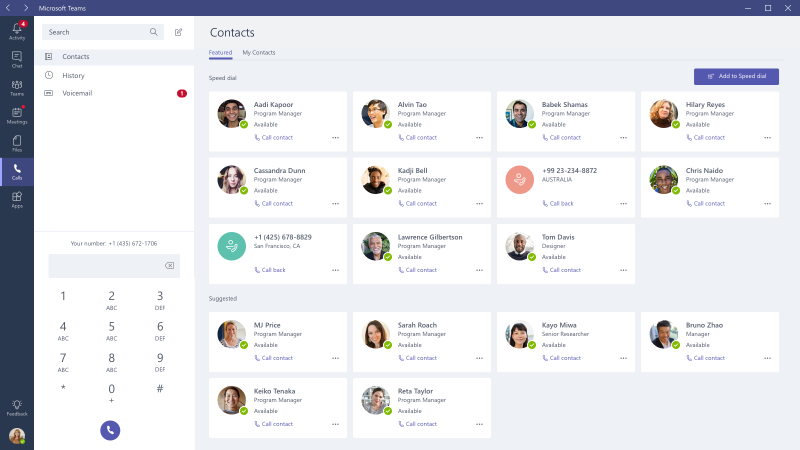 Microsoft Teams
4
Activity
Chat
Teams
Meetings
Files
Calls
Apps
Feedback
Search
Contacts
History
Voicemail
1
Your number: +1 (435) 672-1706
1
2
ABC
3
DEF
4
ABC
5
ABC
6
DEF
7
ABC
8
ABC
9
DEF
*
0
+
#
Contacts
Featured My Contacts
Speed dial
Add to Speed dial
Aadi Kapoor
Program Manager
Available
Call contact
Alvin Tao
Program Manager
Available
Call contact
Babek Shamas
Program Manager
Available
Call contact
Hilary Reyes
Program Manager
Available
Call contact
Cassandra Dunn
Program Manager
Available
Call contact
Kadji Bell
Program Manager
Available
Call contact
+99 23-234-8872
AUSTRALIA
Call back
Chris Naido
Program Manager
Available
Call contact
+1 (425) 678-8829
San Francisco, CA
Call back
Lawrence Gilbertson
Program Manager
Available
Call contact
Tom Davis
Designer
Available
Call contact
Suggested
MJ Price
Program Manager
Available
Call contact
Sarah Roach
Program Manager
Available
Call contact
Kayo Miwa
Senior Researcher
Available
Call contact
Bruno Zhao
Manager
Available
Call contact
Keiko Tenaka
Program Manager
Available
Call contact
Reta Taylor
Program Manager
Available
Call contact